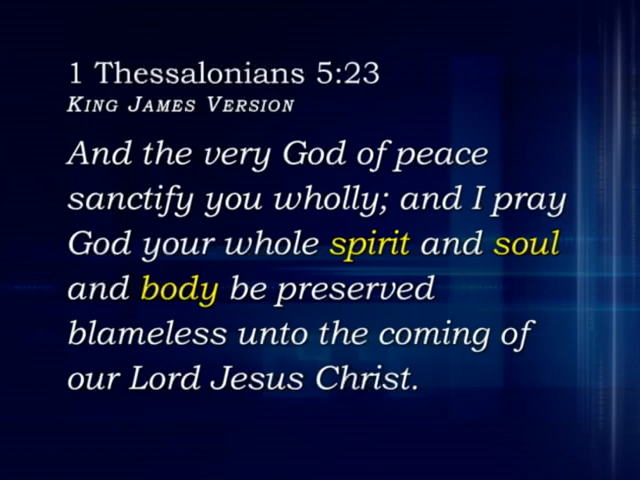 1 Thessalonians 5:23
King James Version
And the very God of peace
sanctify you wholly; and I pray
God your whole spirit and soul
and body be preserved
blameless unto the coming of
our Lord Jesus Christ.